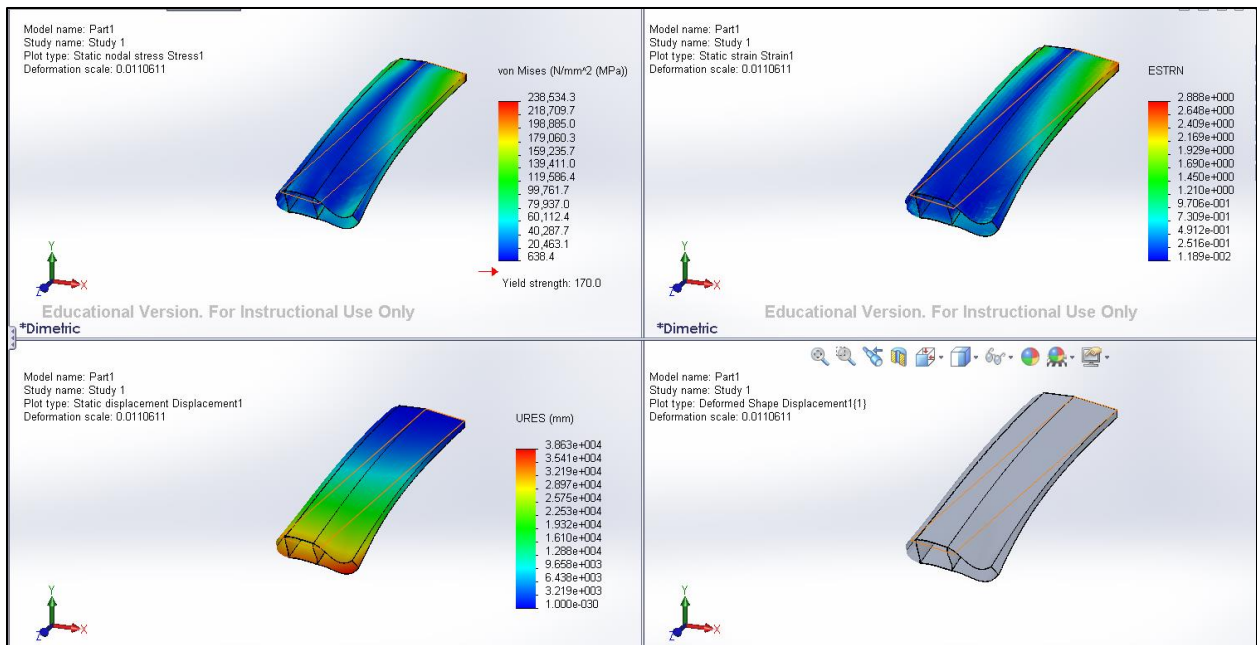 Model name: Part1
Study name: Study 1
Plot type: Static nodal stress Stress1
Deformation scale: 0.0110611
von Mises (N/mm^2 (MPa))
238,534.3
218,709.7
198,885.0
179,060.3
159,235.7
139,411.0
119,586.4
99,761.7
79,937.0
60,112.4
40,287.7
20,463.1
638.4
Yield strength: 170.0
Y
X
Z
Educational Version. For Instructional Use Only
*Dimetric
Model name: Part1
Study name: Study 1
Plot type: Static strain Strain1
Deformation scale: 0.0110611
ESTRN
2.888e+000
2.648e+000
2.409e+000
2.169e+000
1.929e+000
1.690e+000
1.450e+000
1.210e+000
9.706e-001
7.309e-001
4.912e-001
2.516e-001
1.189e-002
Y
X
Z
Educational Version. For Instructional Use Only
*Dimetric
Model name: Part1
Study name: Study 1
Plot type: Static displacement Displacement1
Deformation scale: 0.0110611
URES (mm)
3.863e+004
3.541e+004
3.219e+004
2.897e+004
2.575e+004
2.253e+004
1.932e+004
1.610e+004
1.288e+004
9.658e+003
6.438e+003
3.219e+003
1.000e-030
Y
X
Z
Model name: Part1
Study name: Study 1
Plot type: Deformed Shape Displacement1{1}
Deformation scale: 0.0110611
Y
X
Z